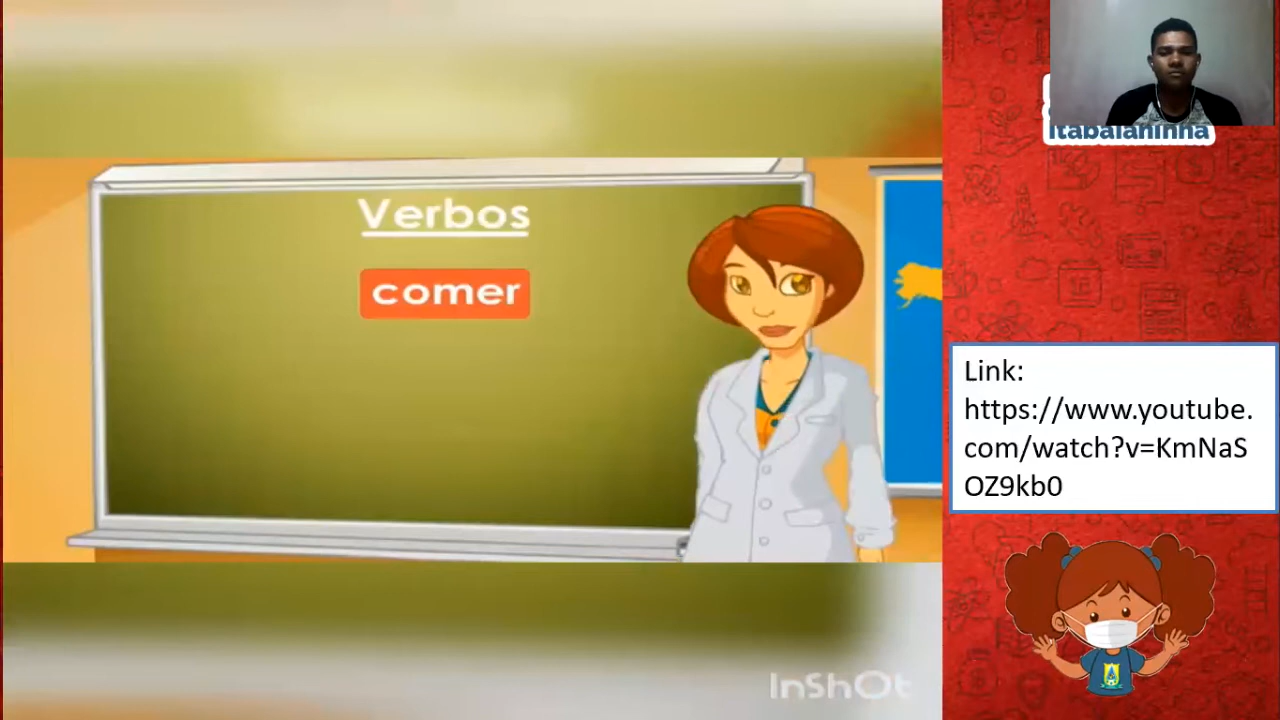 Verbos
comer
Itabaianinha
Link:
https://www.youtube.
com/watch?v=KmNaS
OZ9kb0
InShOt